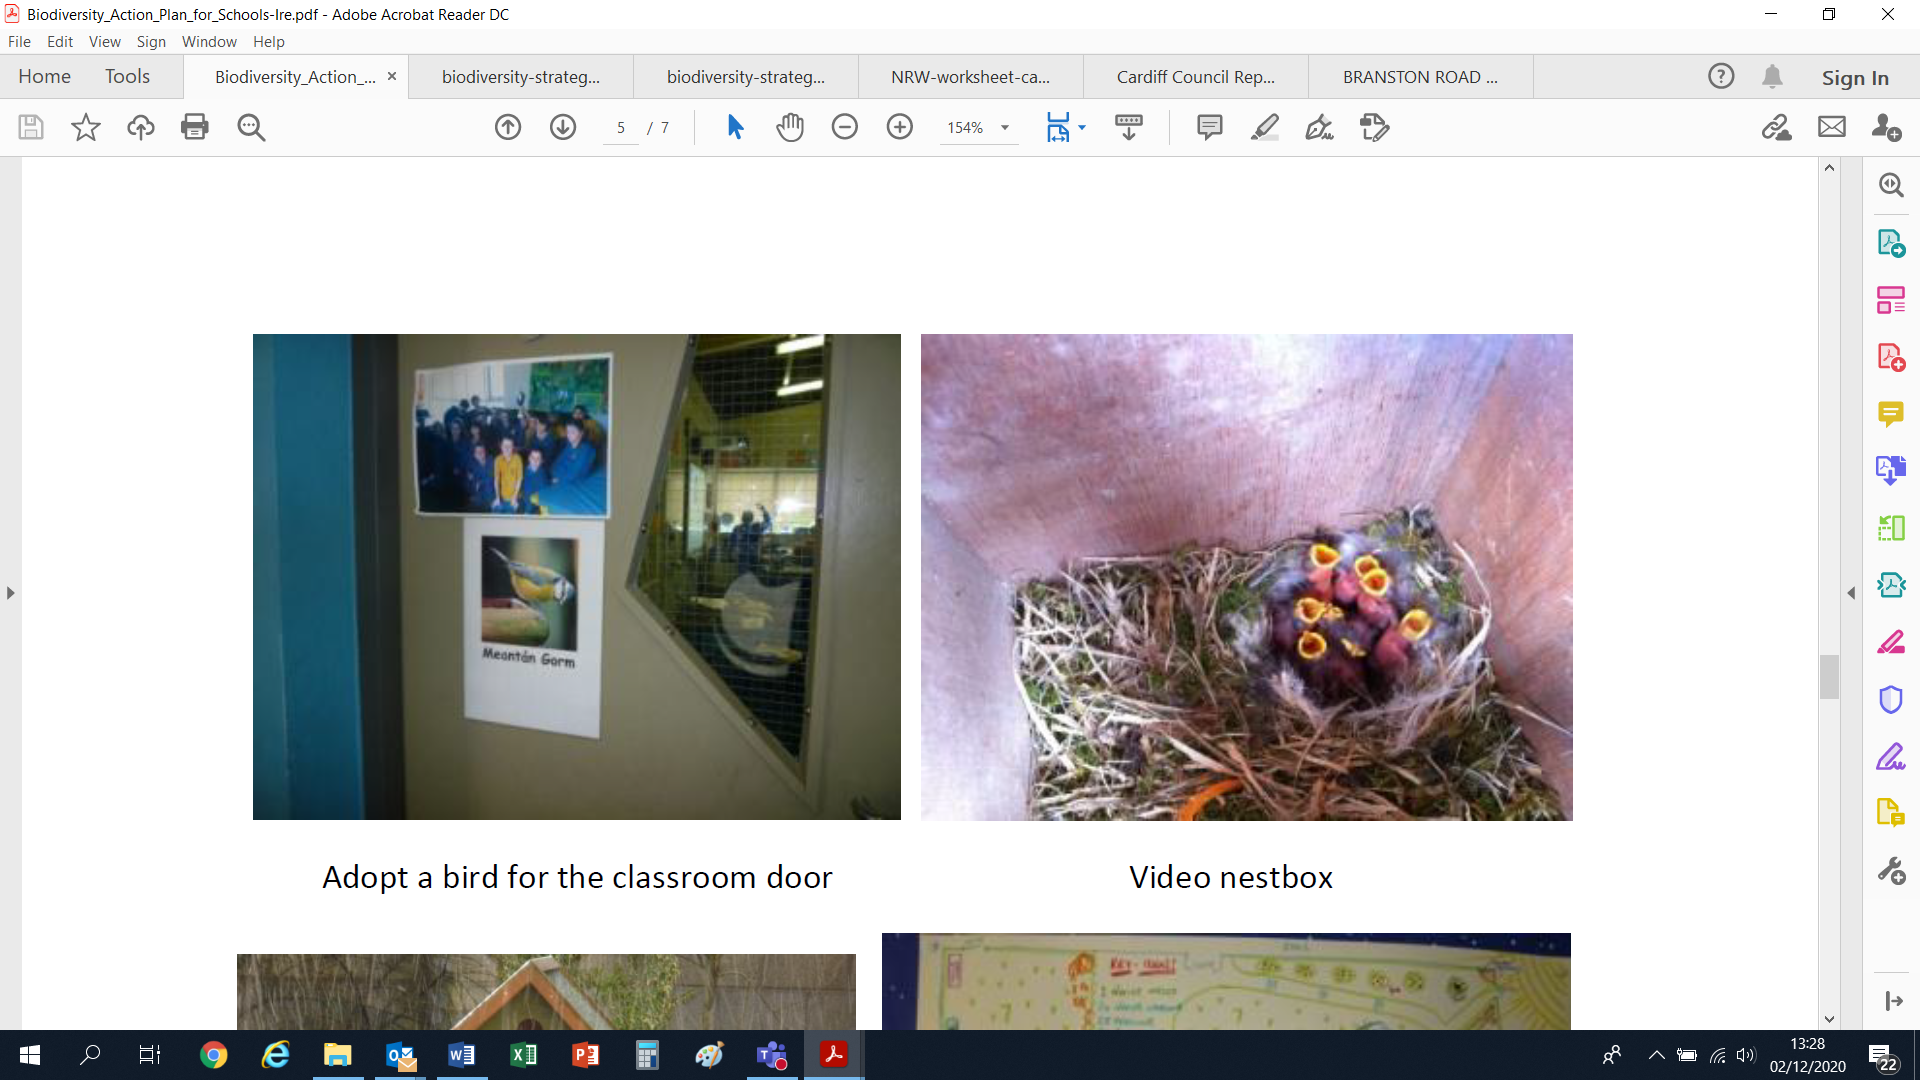 Biodiversity_Action_Plan_for_Schools-Ire.pdf - Adobe Acrobat Reader DC
File Edit View Sign Window Help
Home Tools Biodiversity_Action_... × biodiversity-strateg... biodiversity-strateg... NRW-worksheet-ca... Cardiff Council Rep... BRANSTON ROAD ... Sign In
5 / 7 154%
Meantán Gorm
Adopt a bird for the classroom door
Video nestbox
13:28
02/12/2020
22